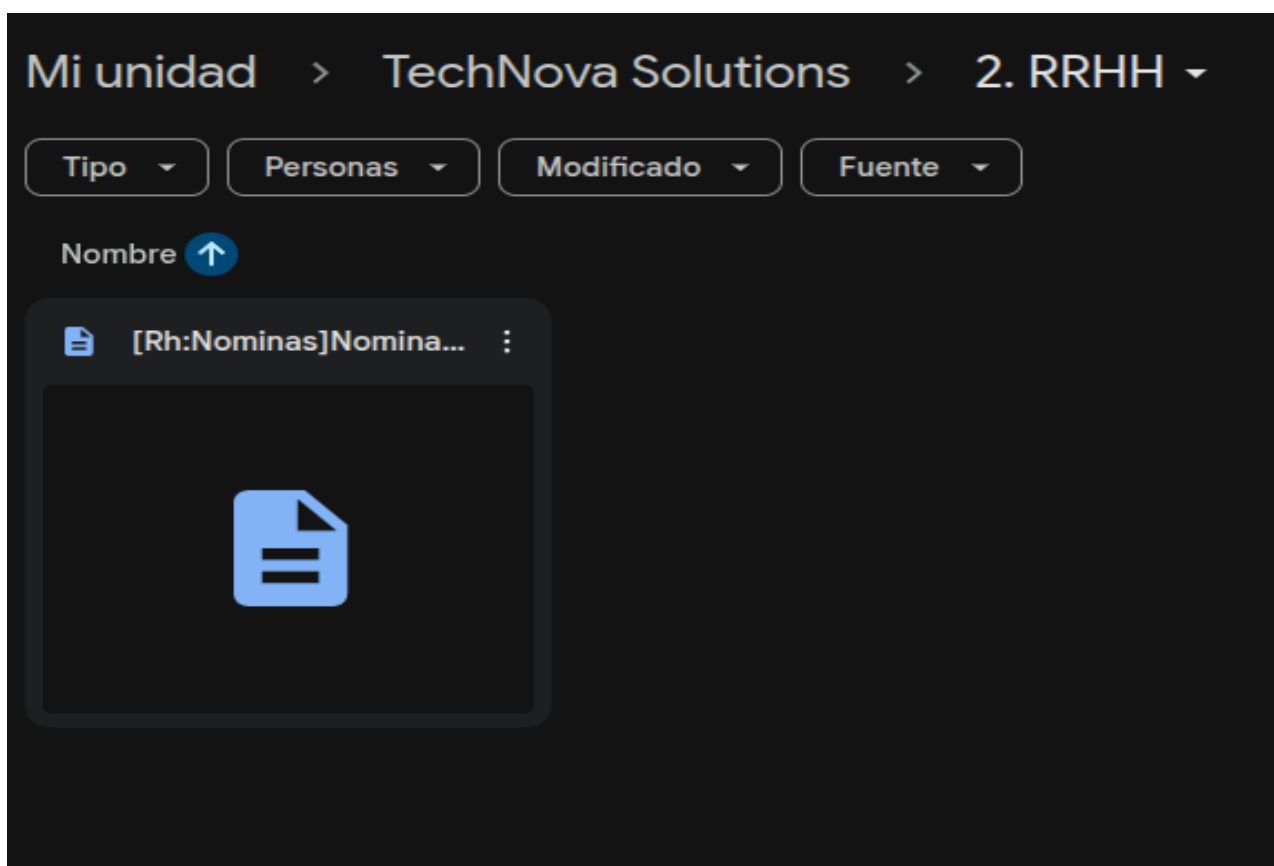 Mi unidad > TechNova Solutions > 2. RRHH
Tipo Personas Modificado Fuente
Nombre
[Rh:Nominas]Nomina...